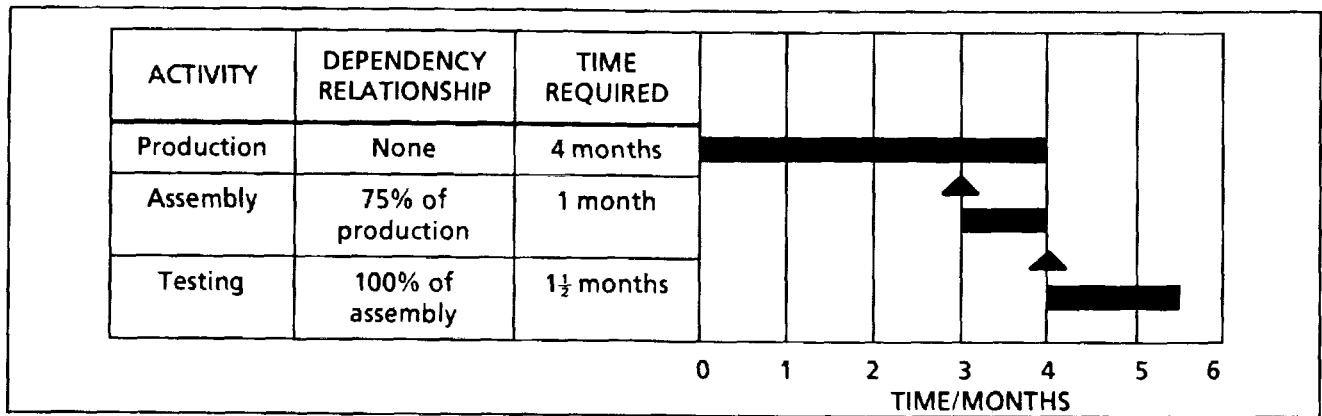 ACTIVITY
DEPENDENCY
RELATIONSHIP
TIME
REQUIRED
Production
None
4 months
Assembly
75% of
production
1 month
Testing
100% of
assembly
1½ months
0 1 2 3 4 5 6
TIME/MONTHS